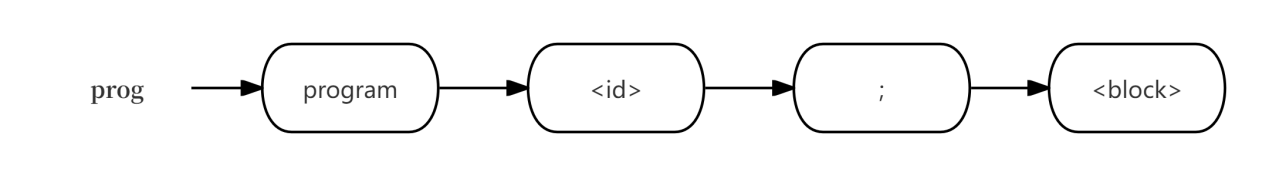 prog program <id> ; <block>